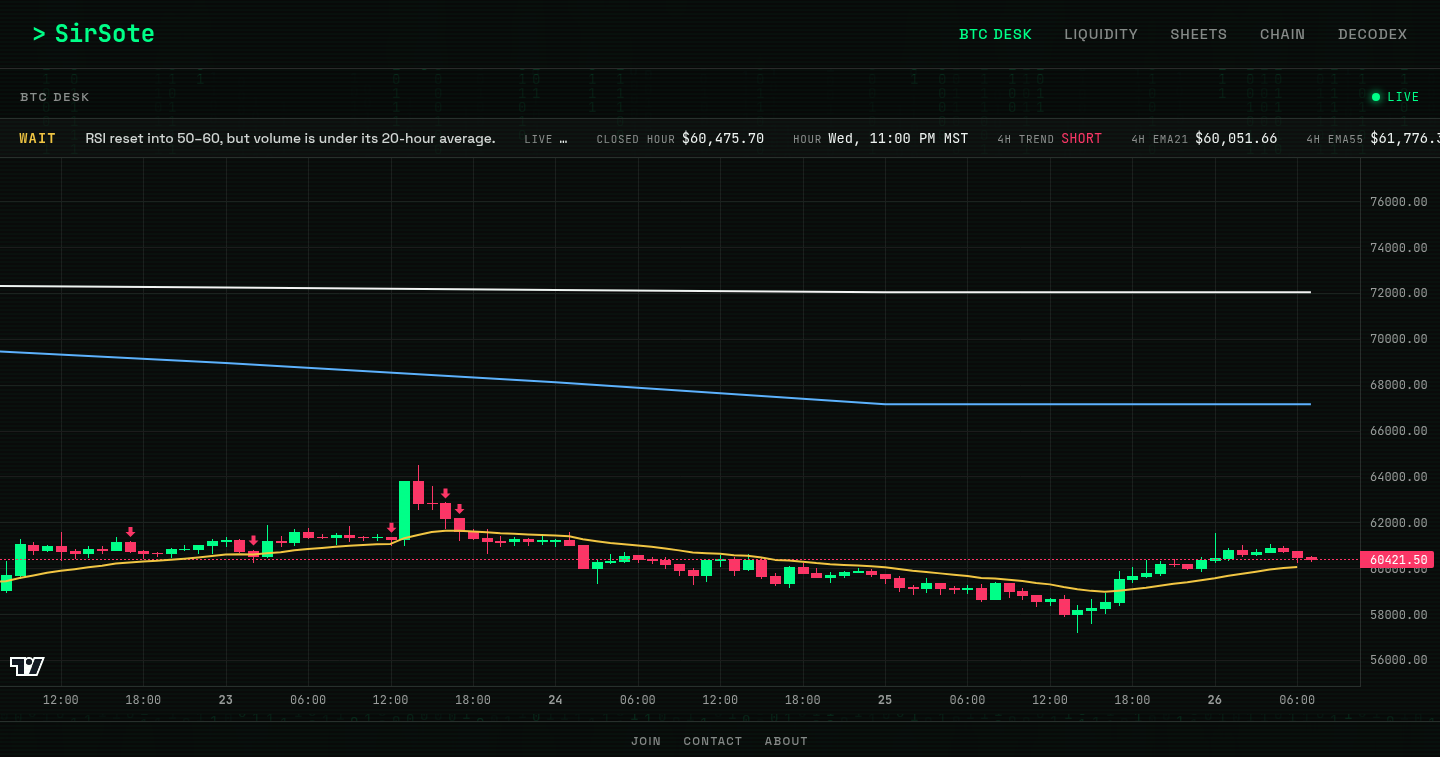 > SirSote
BTC DESK LIQUIDITY SHEETS CHAIN DECODEX
BTC DESK
LIVE
WAIT RSI reset into 50–60, but volume is under its 20-hour average. LIVE … CLOSED HOUR $60,475.70 HOUR Wed, 11:00 PM MST 4H TREND SHORT 4H EMA21 $60,051.66 4H EMA55 $61,776.3
76000.00
74000.00
72000.00
70000.00
68000.00
66000.00
64000.00
62000.00
60421.50
60000.00
58000.00
56000.00
12:00 18:00 23 06:00 12:00 18:00 24 06:00 12:00 18:00 25 06:00 12:00 18:00 26 06:00
JOIN CONTACT ABOUT